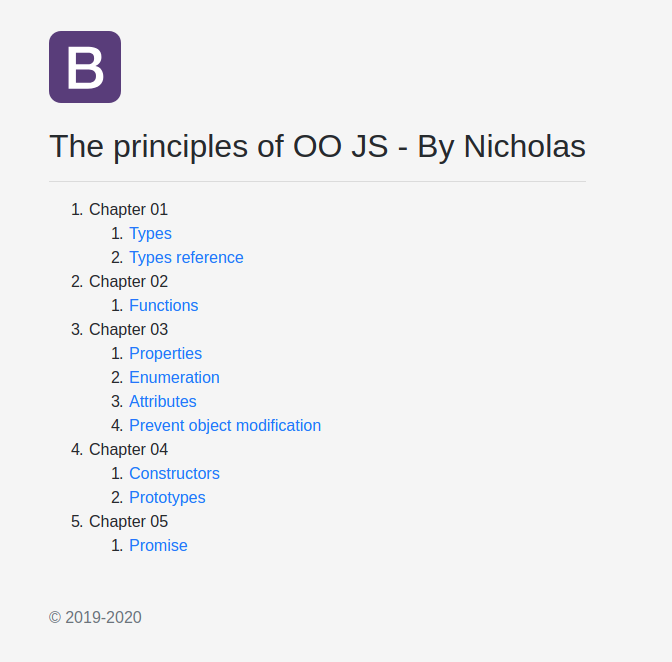 B
The principles of OO JS - By Nicholas
1. Chapter 01
1. Types
2. Types reference
2. Chapter 02
1. Functions
3. Chapter 03
1. Properties
2. Enumeration
3. Attributes
4. Prevent object modification
4. Chapter 04
1. Constructors
2. Prototypes
5. Chapter 05
1. Promise
© 2019-2020